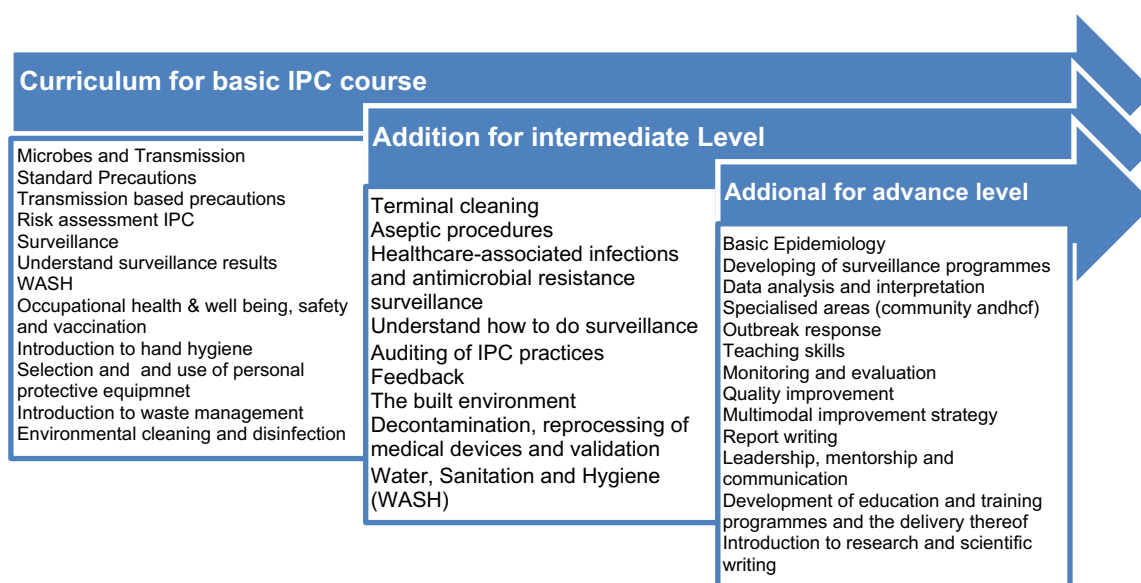 Curriculum for basic IPC course
Microbes and Transmission
Standard Precautions
Transmission based precautions
Risk assessment IPC
Surveillance
Understand surveillance results
WASH
Occupational health & well being, safety
and vaccination
Introduction to hand hygiene
Selection and  and use of personal
protective equipmnet
Introduction to waste management
Environmental cleaning and disinfection
Addition for intermediate Level
Terminal cleaning
Aseptic procedures
Healthcare-associated infections
and antimicrobial resistance
surveillance
Understand how to do surveillance
Auditing of IPC practices
Feedback
The built environment
Decontamination, reprocessing of
medical devices and validation
Water, Sanitation and Hygiene
(WASH)
Addional for advance level
Basic Epidemiology
Developing of surveillance programmes
Data analysis and interpretation
Specialised areas (community andhcf)
Outbreak response
Teaching skills
Monitoring and evaluation
Quality improvement
Multimodal improvement strategy
Report writing
Leadership, mentorship and
communication
Development of education and training
programmes and the delivery thereof
Introduction to research and scientific
writing